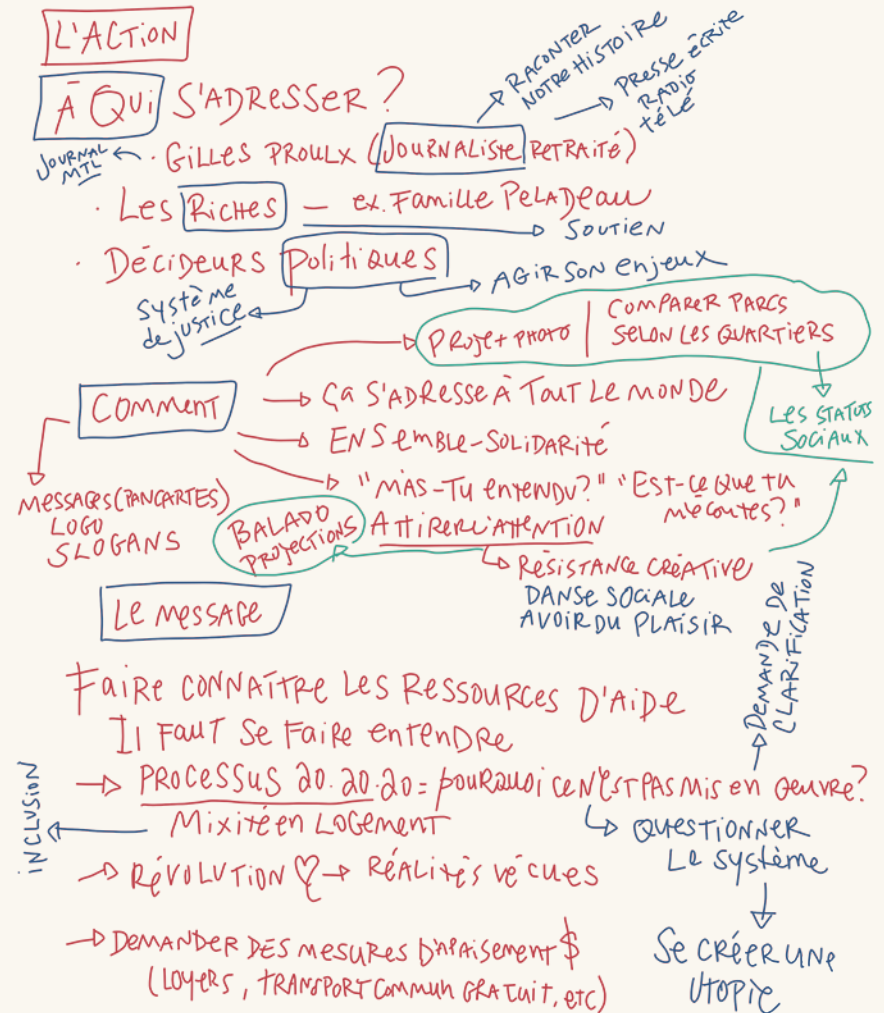 L'ACTION
À QUI S'ADRESSER?
RACONTER
NOTRE HISTOIRE
PRESSE ÉCRITE
RADIO
TÉLÉ
JOURNAL
MTL
· GILLES PROULX (JOURNALISTE RETRAITÉ)
· LES RICHES — ex. FAMILLE PELADEAU
SOUTIEN
· DÉCIDEURS POLITIQUES
AGIR SON ENJEUX
SYSTÈME
de JUSTICE
PROJET PHOTO | COMPARER PARCS
SELON LES QUARTIERS
LES STATUTS
SOCIAUX
COMMENT
ÇA S'ADRESSE À TOUT LE MONDE
ENSEMBLE-SOLIDARITÉ
"M'AS-TU ENTENDU?" "EST-CE QUE TU
M'ÉCOUTES?"
MESSAGES (PANCARTES)
LOGO
SLOGANS
BALADO
PROJECTIONS
ATTIRER L'ATTENTION
RÉSISTANCE CRÉATIVE
DANSE SOCIALE
AVOIR DU PLAISIR
LE MESSAGE
FAIRE CONNAÎTRE LES RESSOURCES D'AIDE
IL FAUT SE FAIRE ENTENDRE
DEMANDE DE
CLARIFICATION
PROCESSUS 20.20.20 = POURQUOI CE N'EST PAS MIS EN OEUVRE?
MIXITÉ EN LOGEMENT
INCLUSION
QUESTIONNER
LE SYSTÈME
RÉVOLUTION ♡ → RÉALITÉS VÉCUES
DEMANDER DES MESURES D'APAISEMENT $
(LOYERS, TRANSPORT COMMUN GRATUIT, ETC)
SE CRÉER UNE
UTOPIE